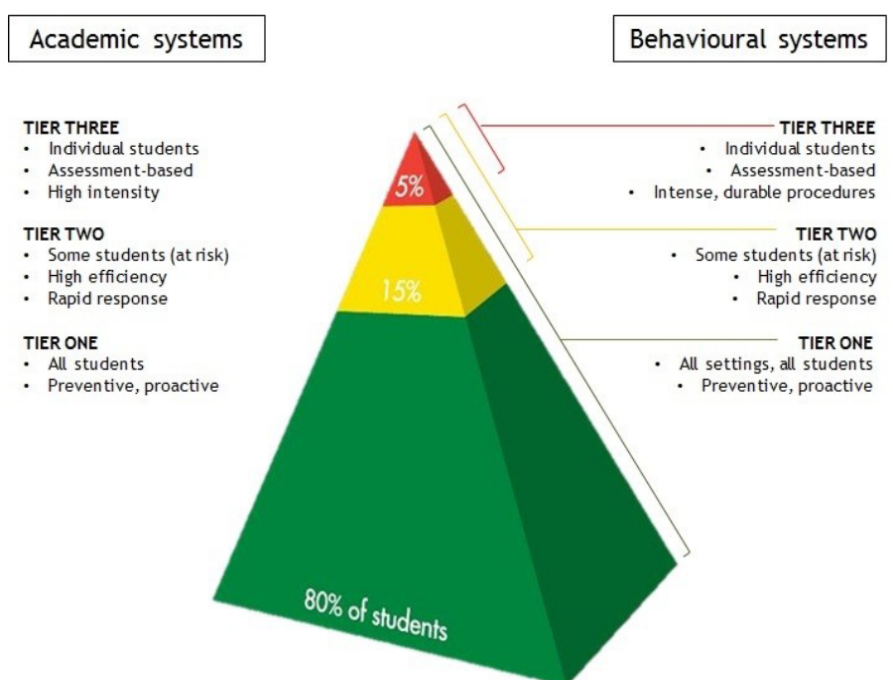 Academic systems
Behavioural systems
TIER THREE
• Individual students
• Assessment-based
• High intensity
TIER TWO
• Some students (at risk)
• High efficiency
• Rapid response
TIER ONE
• All students
• Preventive, proactive
5%
15%
80% of students
TIER THREE
• Individual students
• Assessment-based
• Intense, durable procedures
TIER TWO
• Some students (at risk)
• High efficiency
• Rapid response
TIER ONE
• All settings, all students
• Preventive, proactive